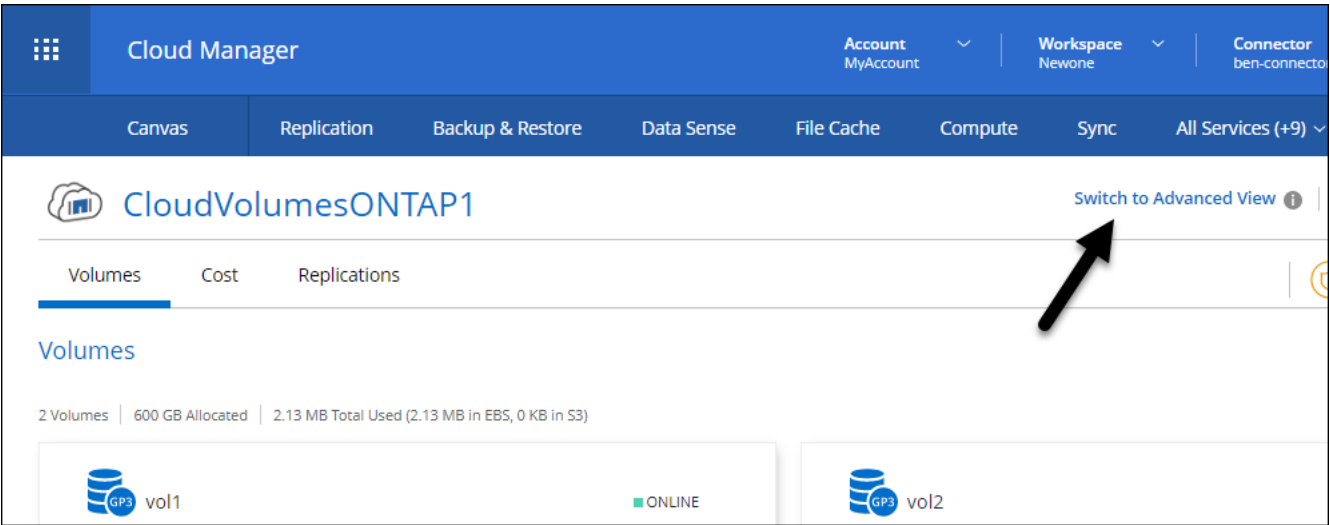 Cloud Manager
Account
MyAccount
Workspace
Newone
Connector
Canvas
Replication
Backup & Restore
Data Sense
File Cache
Compute
Sync
All Services (+9)
CloudVolumesONTAP1
Switch to Advanced View
Volumes
Cost
Replications
Volumes
2 Volumes
600 GB Allocated
2.13 MB Total Used (2.13 MB in EBS, 0 KB in S3)
GP3
vol1
ONLINE
GP3
vol2